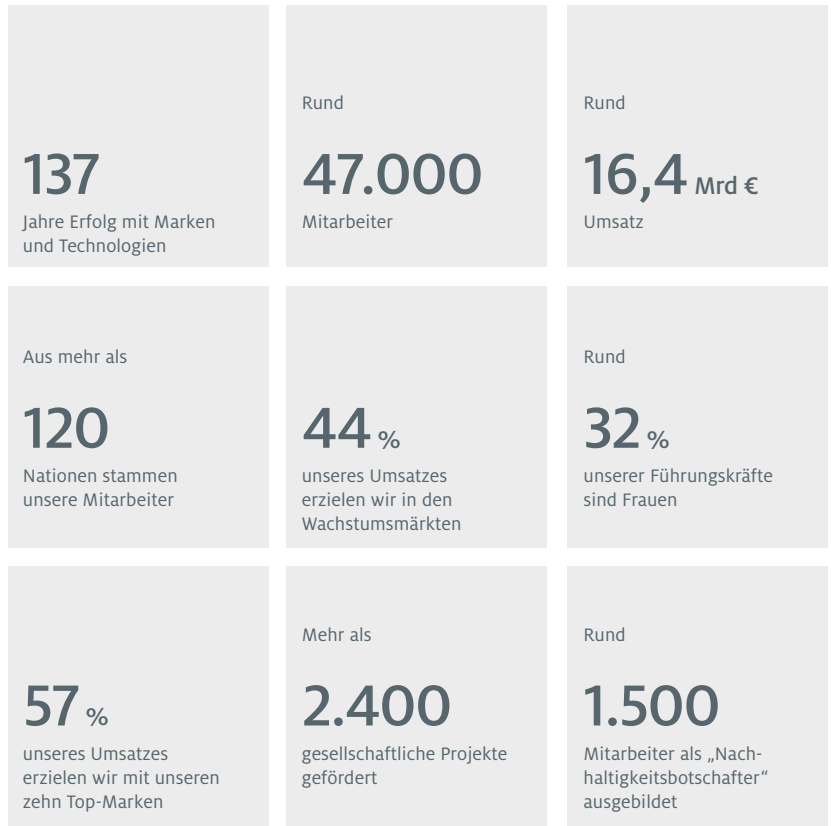 137
Jahre Erfolg mit Marken
und Technologien
Rund
47.000
Mitarbeiter
Rund
16,4 Mrd €
Umsatz
Aus mehr als
120
Nationen stammen
unsere Mitarbeiter
44 %
unseres Umsatzes
erzielen wir in den
Wachstumsmärkten
Rund
32 %
unserer Führungskräfte
sind Frauen
57 %
unseres Umsatzes
erzielen wir mit unseren
zehn Top-Marken
Mehr als
2.400
gesellschaftliche Projekte
gefördert
Rund
1.500
Mitarbeiter als „Nach-
haltigkeitsbotschafter“
ausgebildet